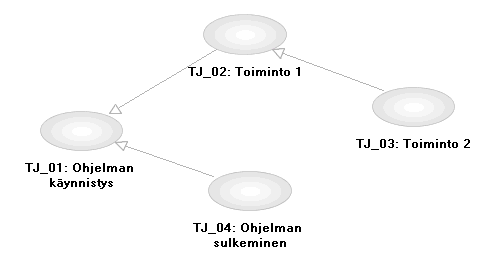 TJ_02: Toiminto 1
TJ_03: Toiminto 2
TJ_01: Ohjelman
käynnistys
TJ_04: Ohjelman
sulkeminen